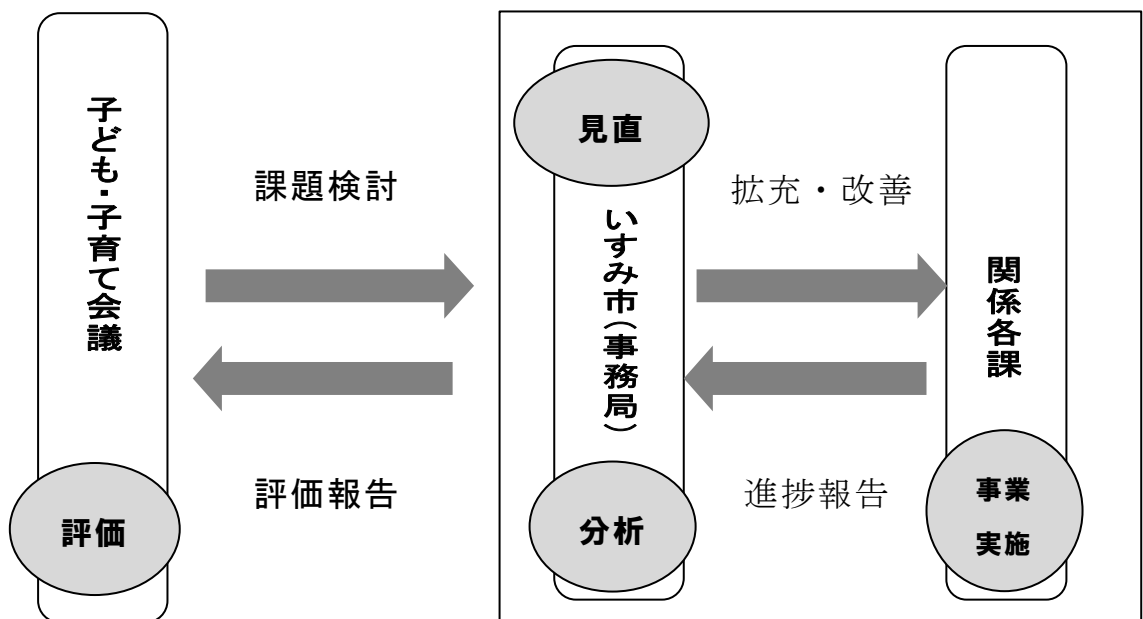 子ども・子育て会議
評価
課題検討
評価報告
見直
いすみ市（事務局）
分析
拡充・改善
進捗報告
関係各課
事業
実施